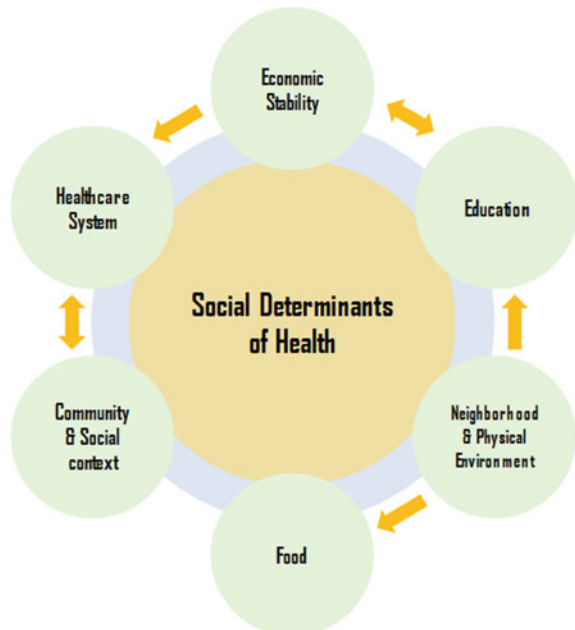 Economic
Stability
Healthcare
System
Education
Social Determinants
of Health
Community
& Social
context
Neighborhood
& Physical
Environment
Food